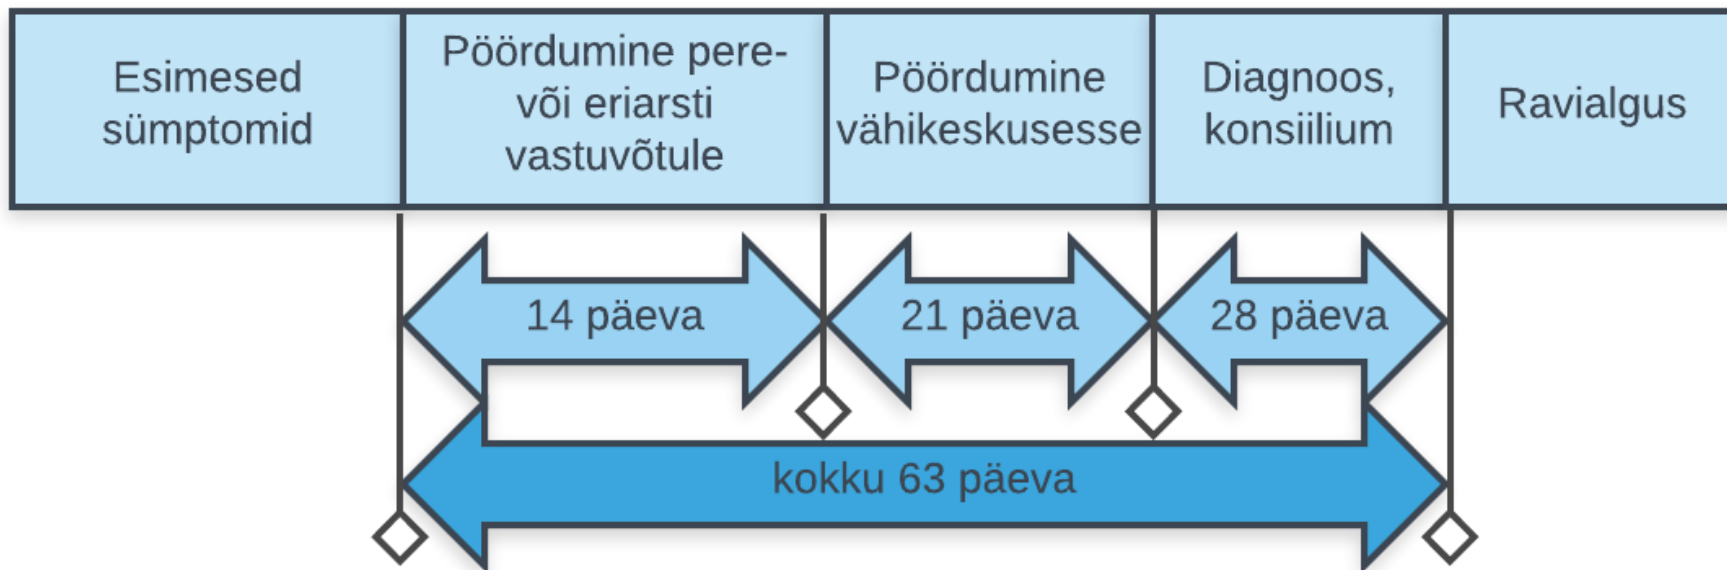 Esimesed
sümptomid
Pöördumine pere-
või eriarsti
vastuvõtule
Pöördumine
vähikeskusesse
Diagnoos,
konsiilium
Ravialgus
14 päeva
21 päeva
28 päeva
kokku 63 päeva